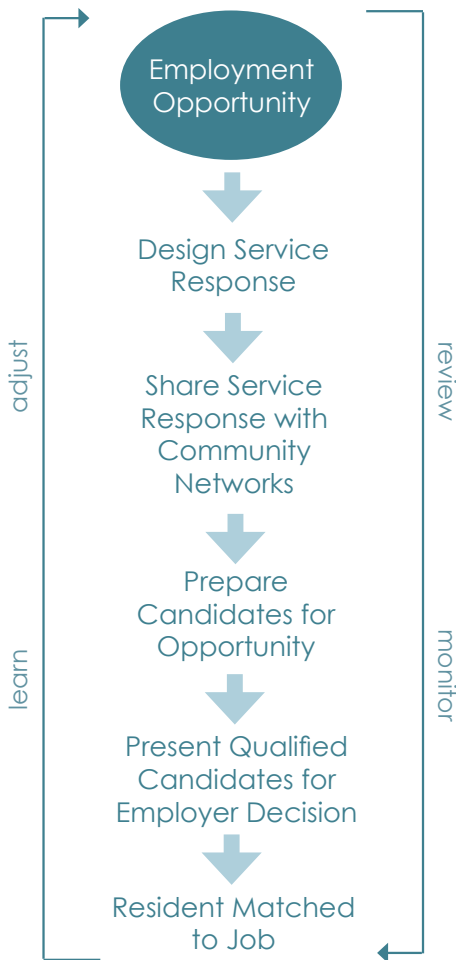 Employment
Opportunity
Design Service
Response
Share Service
Response with
Community
Networks
Prepare
Candidates for
Opportunity
Present Qualified
Candidates for
Employer Decision
Resident Matched
to Job
adjust
learn
review
monitor